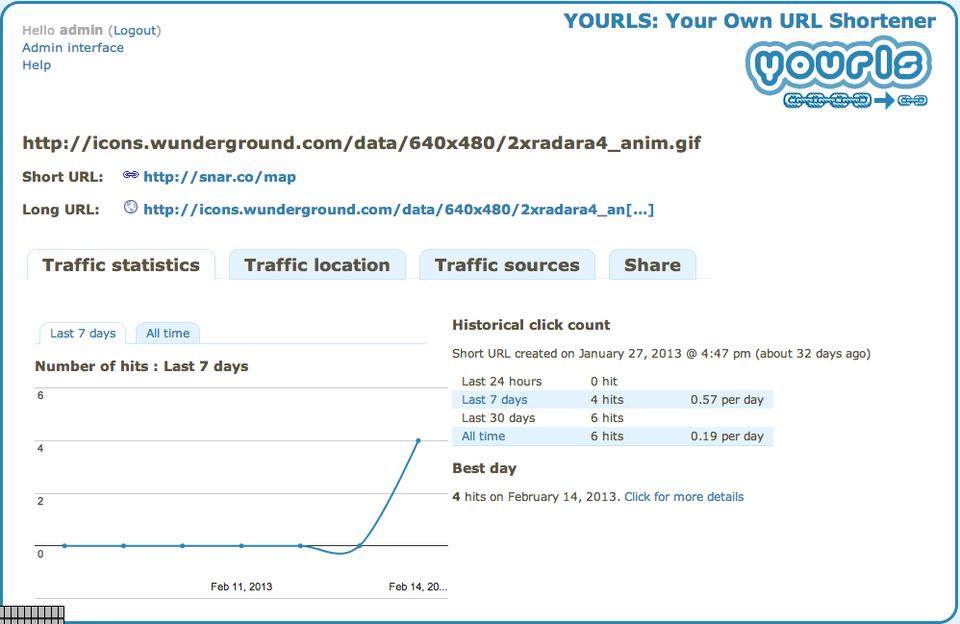 Hello admin (Logout)
Admin interface
Help
YOURLS: Your Own URL Shortener
yourls
http://icons.wunderground.com/data/640x480/2xradara4_anim.gif
Short URL: http://snar.co/map
Long URL: http://icons.wunderground.com/data/640x480/2xradara4_an[...]
Traffic statistics Traffic location Traffic sources Share
Last 7 days All time
Number of hits : Last 7 days
6
4
2
0
Feb 11, 2013 Feb 14, 20...
Historical click count
Short URL created on January 27, 2013 @ 4:47 pm (about 32 days ago)
Last 24 hours 0 hit
Last 7 days 4 hits 0.57 per day
Last 30 days 6 hits
All time 6 hits 0.19 per day
Best day
4 hits on February 14, 2013. Click for more details